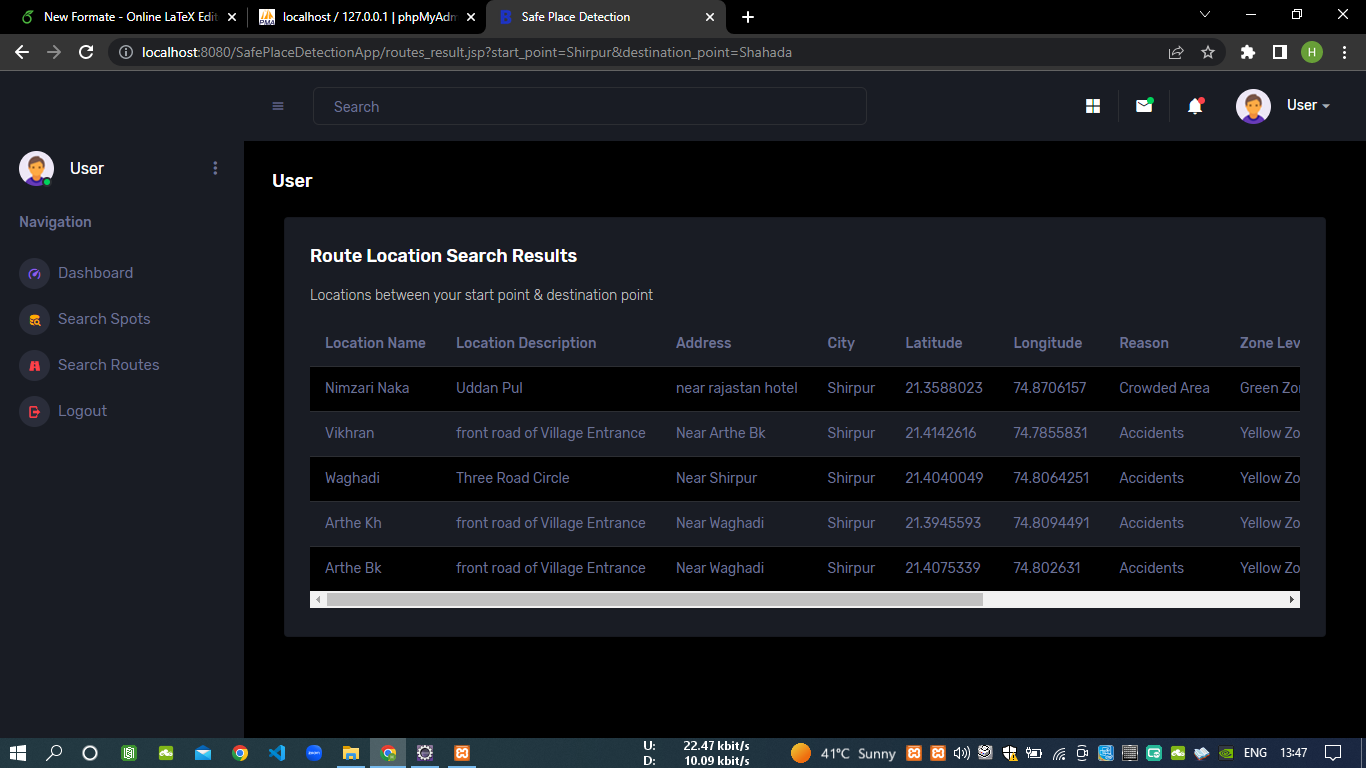 New Formate - Online LaTeX Edit
localhost / 127.0.0.1 | phpMyAdm
Safe Place Detection
localhost:8080/SafePlaceDetectionApp/routes_result.jsp?start_point=Shirpur&destination_point=Shahada
H
Search
User
User
Navigation
Dashboard
Search Spots
Search Routes
Logout
User
Route Location Search Results
Locations between your start point & destination point
Location Name Location Description Address City Latitude Longitude Reason Zone Lev
Nimzari Naka Uddan Pul near rajastan hotel Shirpur 21.3588023 74.8706157 Crowded Area Green Zo
Vikhran front road of Village Entrance Near Arthe Bk Shirpur 21.4142616 74.7855831 Accidents Yellow Zo
Waghadi Three Road Circle Near Shirpur Shirpur 21.4040049 74.8064251 Accidents Yellow Zo
Arthe Kh front road of Village Entrance Near Waghadi Shirpur 21.3945593 74.8094491 Accidents Yellow Zo
Arthe Bk front road of Village Entrance Near Waghadi Shirpur 21.4075339 74.802631 Accidents Yellow Zo
U: 22.47 kbit/s
D: 10.09 kbit/s
41°C Sunny
ENG
13:47